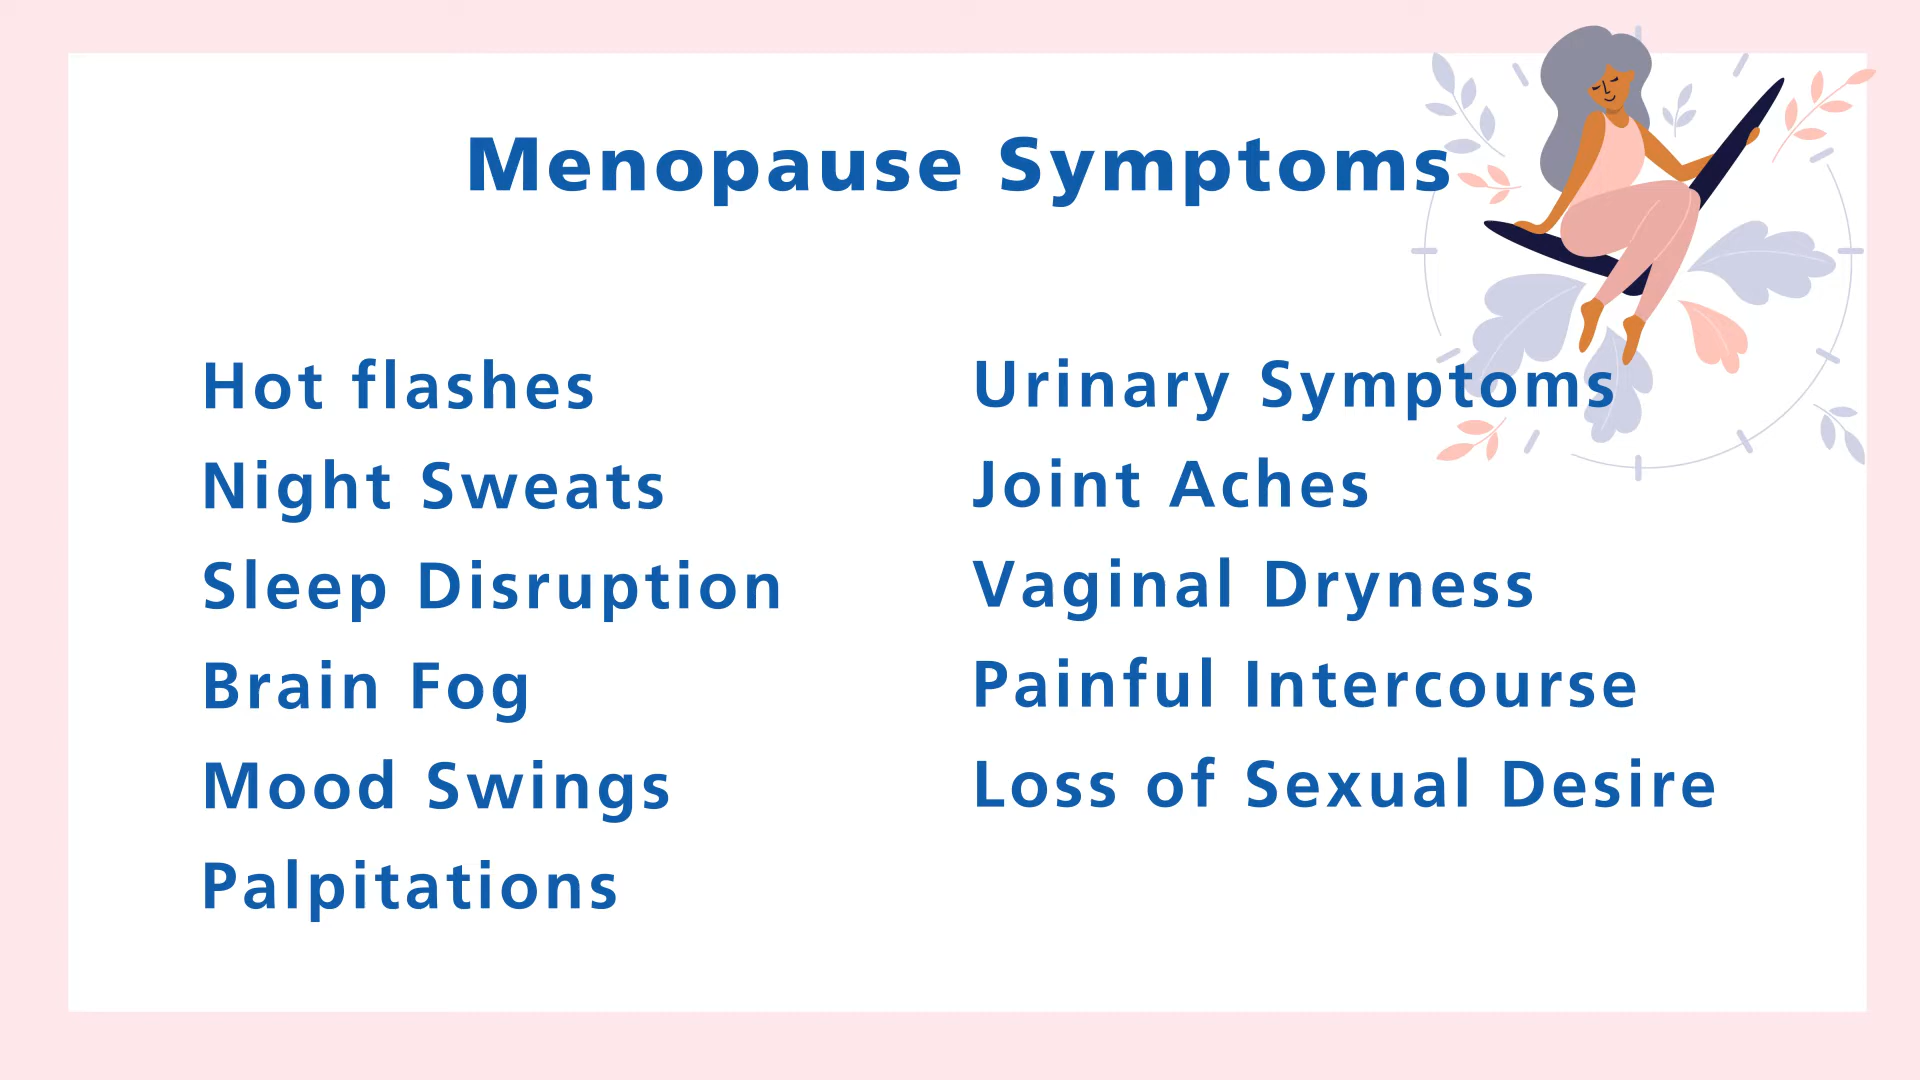 Menopause Symptoms
Hot flashes
Night Sweats
Sleep Disruption
Brain Fog
Mood Swings
Palpitations
Urinary Symptoms
Joint Aches
Vaginal Dryness
Painful Intercourse
Loss of Sexual Desire